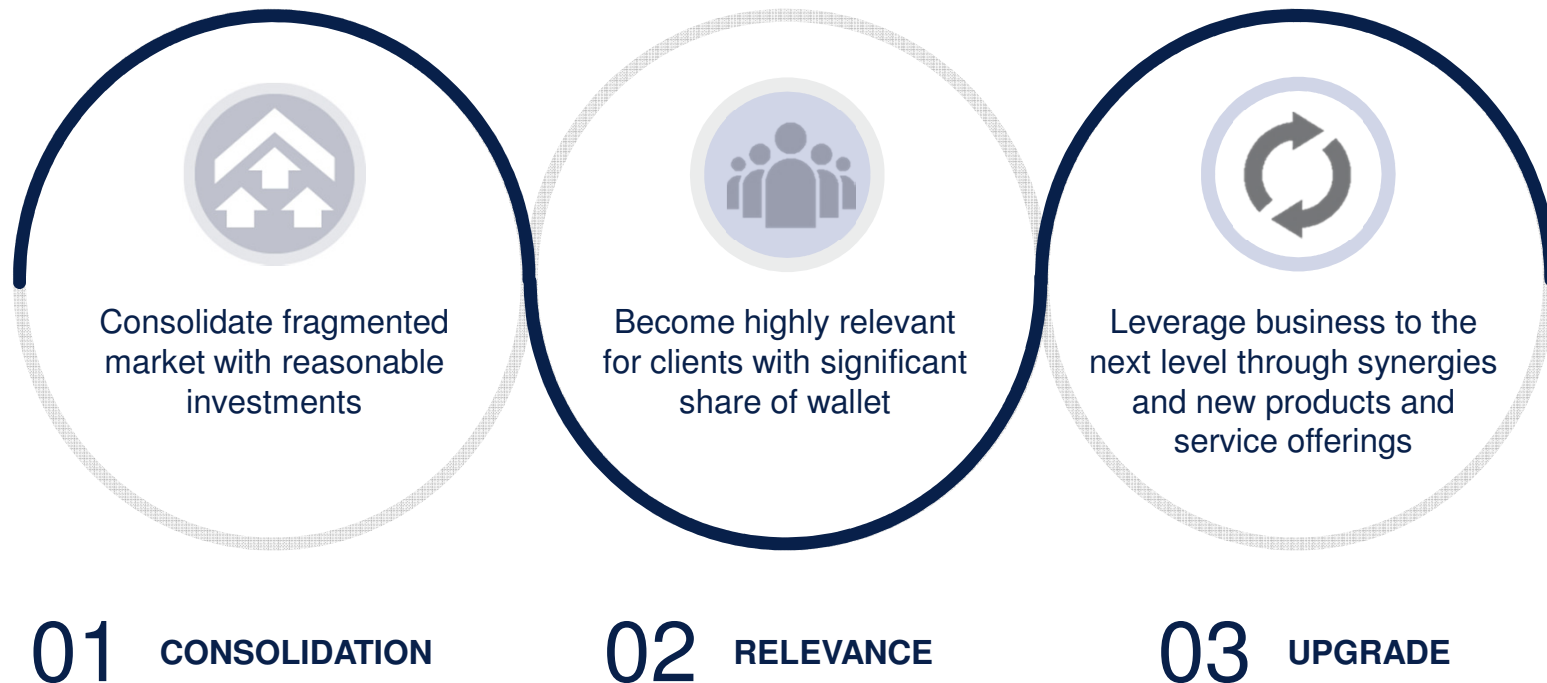 Consolidate fragmented
market with reasonable
investments
Become highly relevant
for clients with significant
share of wallet
Leverage business to the
next level through synergies
and new products and
service offerings
01 CONSOLIDATION
02 RELEVANCE
03 UPGRADE